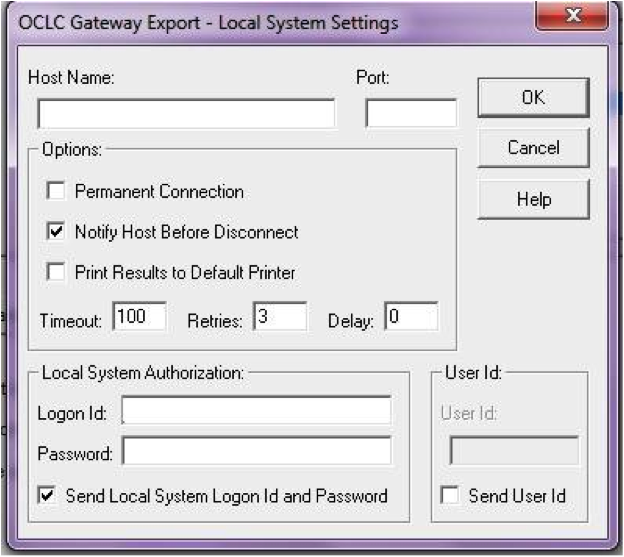 OCLC Gateway Export - Local System Settings
Host Name:
Port:
OK
Cancel
Help
Options:
Permanent Connection
Notify Host Before Disconnect
Print Results to Default Printer
Timeout: 100 Retries: 3 Delay: 0
Local System Authorization:
Logon Id:
Password:
Send Local System Logon Id and Password
User Id:
User Id:
Send User Id